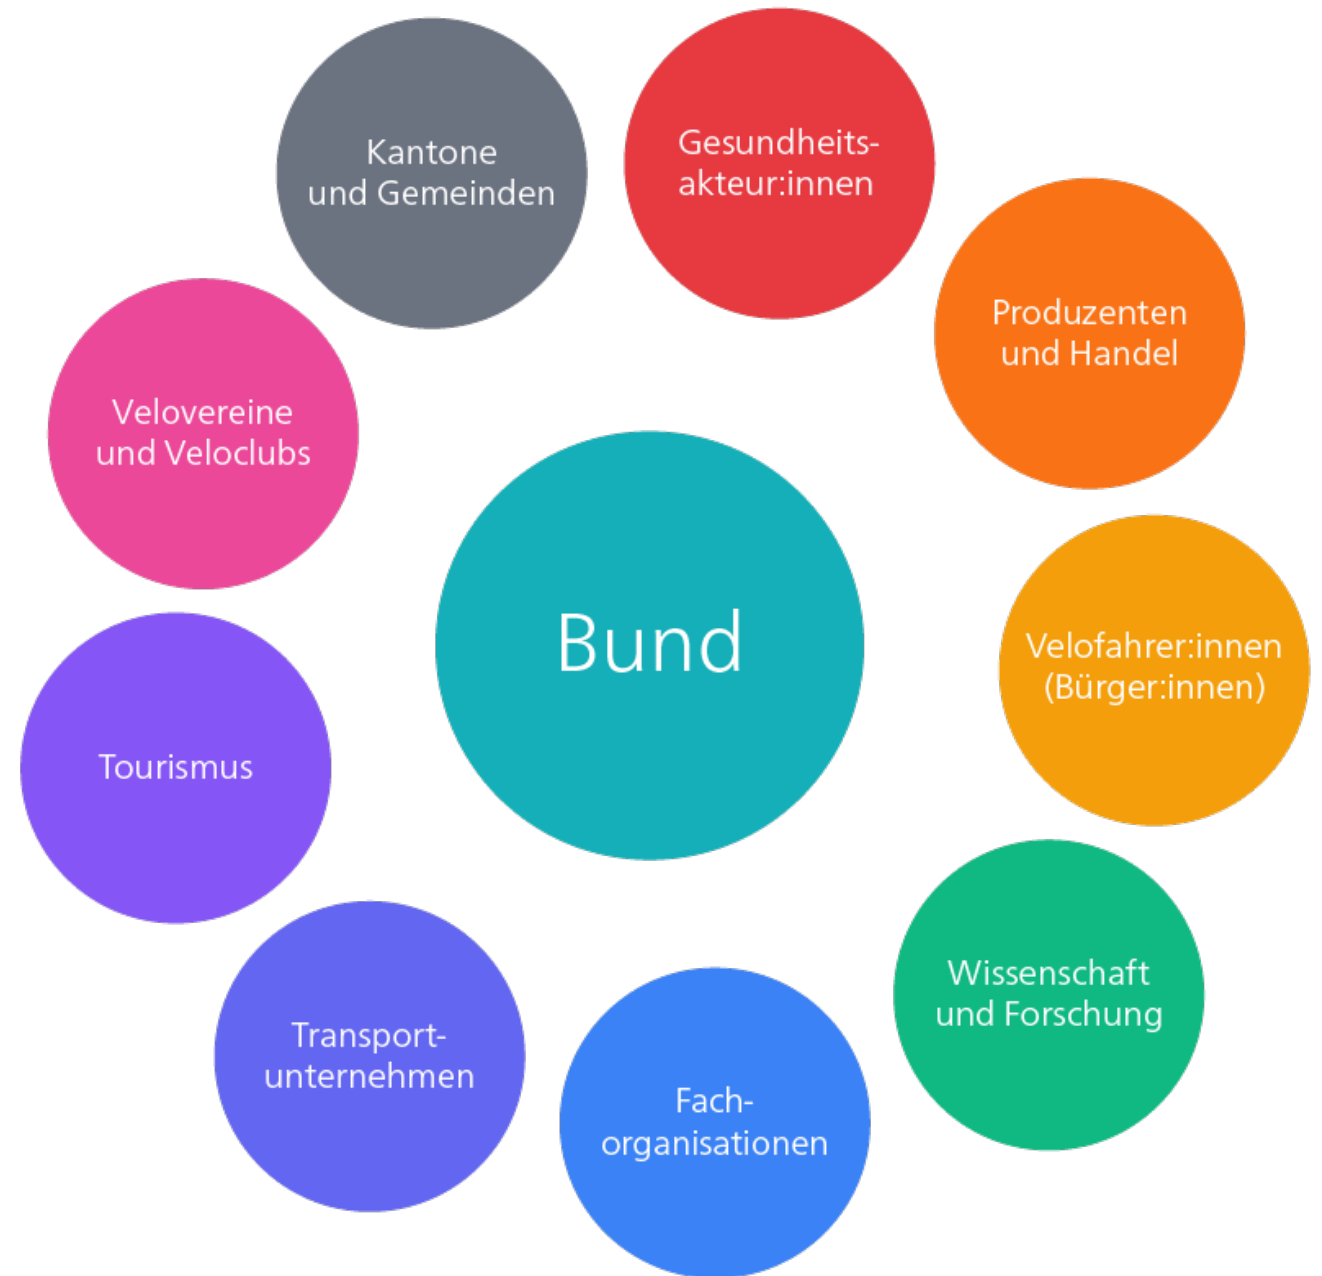 Kantone
und Gemeinden
Gesundheits-
akteur:innen
Produzenten
und Handel
Velovereine
und Veloclubs
Bund
Velofahrer:innen
(Bürger:innen)
Tourismus
Wissenschaft
und Forschung
Transport-
unternehmen
Fach-
organisationen